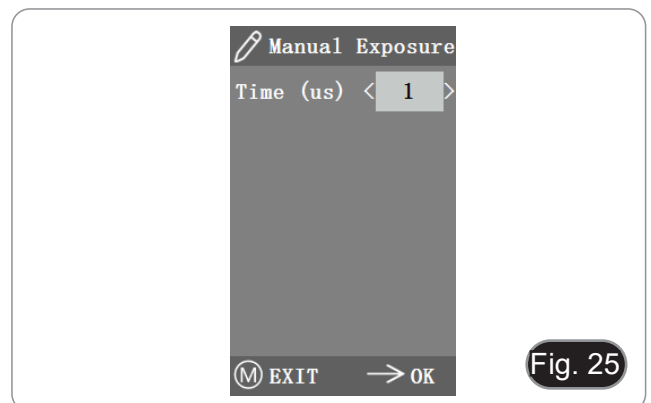 Manual Exposure
Time (us) < 1 >
M EXIT → OK
Fig. 25